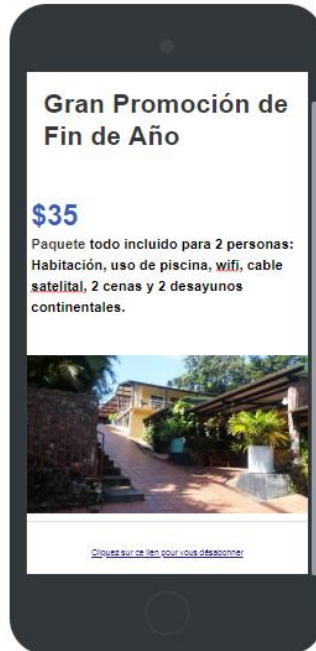 Gran Promoción de
Fin de Año
$35
Paquete todo incluido para 2 personas:
Habitación, uso de piscina, wifi, cable
satelital, 2 cenas y 2 desayunos
continentales.
Cliquez sur ce lien pour vous désabonner